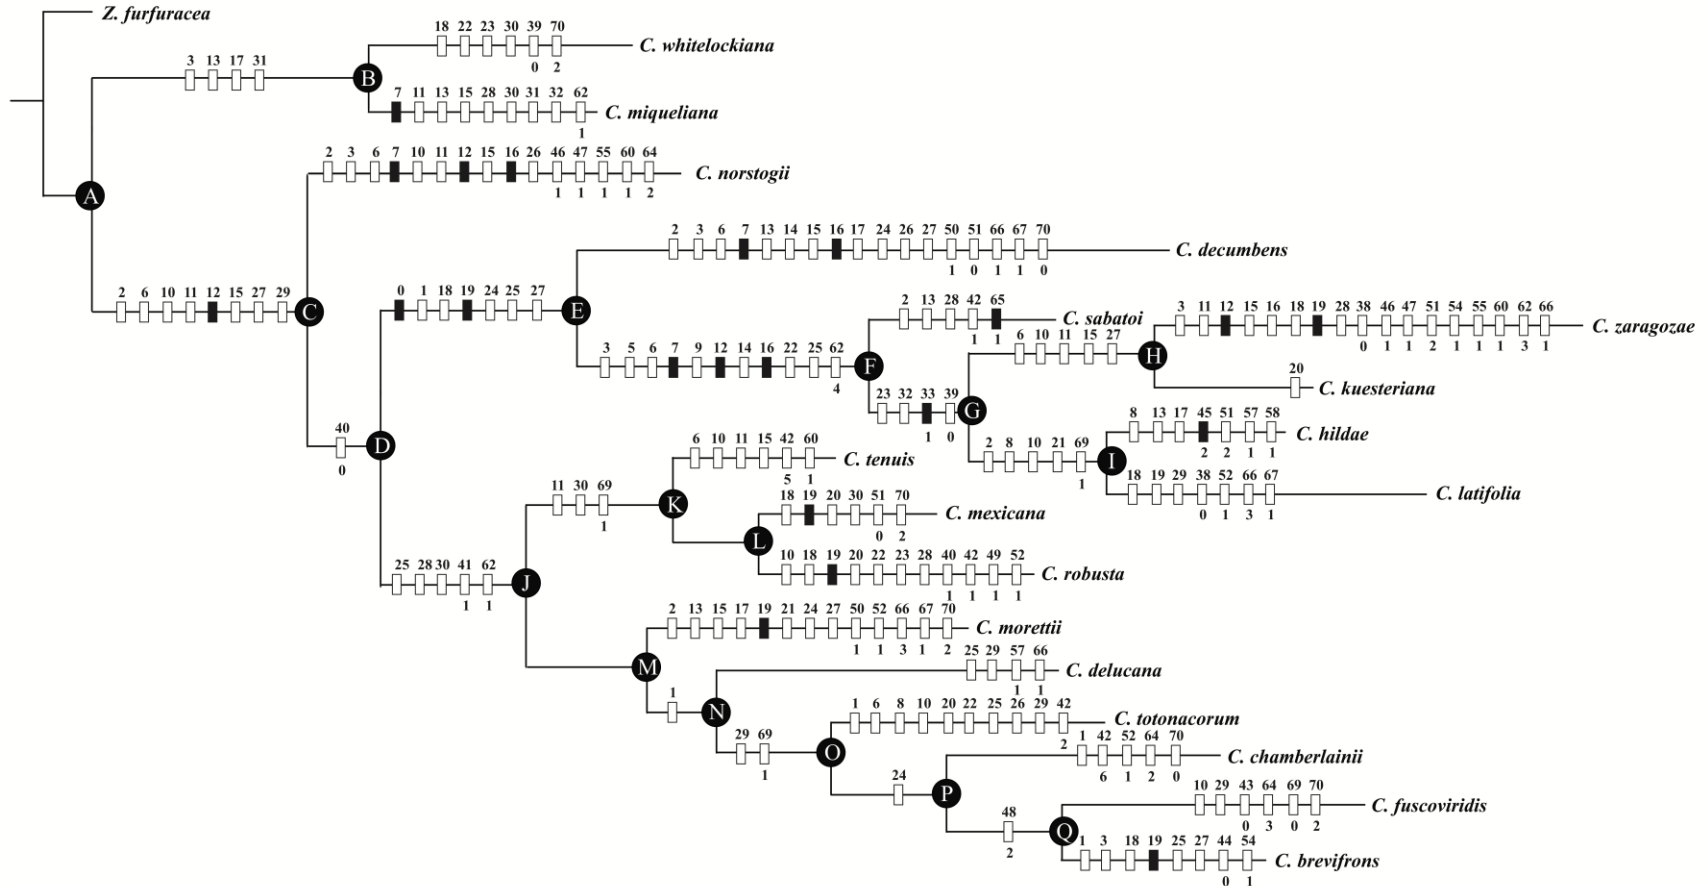 Z. furfuracea
18 22 23 30 39 70
C. whitelockiana
0 2
3 13 17 31
B
7 11 13 15 28 30 31 32 62
C. miqueliana
1
2 3 6 7 10 11 12 15 16 26 46 47 55 60 64
C. norstogii
1 1 1 1 2
A
2 3 6 7 13 14 15 16 17 24 26 27 50 51 66 67 70
C. decumbens
1 0 1 1 0
2 6 10 11 12 15 27 29
C
0 1 18 19 24 25 27
E
2 13 28 42 65
C. sabatoi
1 1
3 11 12 15 16 18 19 28 38 46 47 51 54 55 60 62 66
C. zaragozae
0 1 1 2 1 1 1 3 1
6 10 11 15 27
H
3 5 6 7 9 12 14 16 22 25 62
F
4
20
C. kuesteriana
23 32 33 39
G
1 0
8 13 17 45 51 57 58
C. hildae
2 2 1 1
40
D
0
2 8 10 21 69
I
1
6 10 11 15 42 60
C. tenuis
5 1
18 19 29 38 52 66 67
C. latifolia
0 1 3 1
11 30 69
K
1
18 19 20 30 51 70
C. mexicana
0 2
L
10 18 19 20 22 23 28 40 42 49 52
C. robusta
1 1 1 1
25 28 30 41 62
J
1 1
2 13 15 17 19 21 24 27 50 52 66 67 70
C. morettii
1 1 3 1 2
M
25 29 57 66
C. delucana
1 1
1
N
1 6 8 10 20 22 25 26 29 42
C. totonacorum
2
29 69
O
1
1 42 52 64 70
C. chamberlainii
6 1 2 0
24
P
10 29 43 64 69 70
C. fuscoviridis
0 3 0 2
48
Q
2
1 3 18 19 25 27 44 54
C. brevifrons
0 1